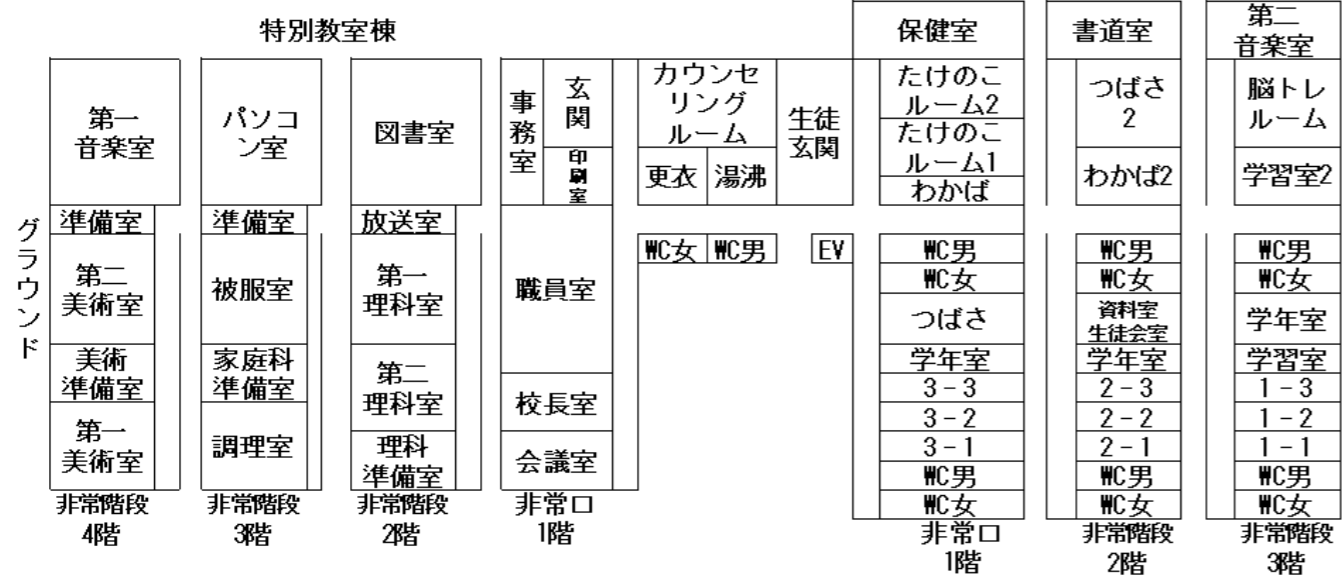 特別教室棟
グラウンド
第一
音楽室
準備室
第二
美術室
美術
準備室
第一
美術室
非常階段
4階
パソコ
ン室
準備室
被服室
家庭科
準備室
調理室
非常階段
3階
図書室
放送室
第一
理科室
第二
理科室
理科
準備室
非常階段
2階
事務室
玄関
印刷室
職員室
校長室
会議室
非常口
1階
カウンセ
リング
ルーム
更衣
湯沸
生徒
玄関
WC女
WC男
EV
保健室
たけのこ
ルーム2
たけのこ
ルーム1
わかば
WC男
WC女
つばさ
学年室
3-3
3-2
3-1
WC男
WC女
非常口
1階
書道室
つばさ
2
わかば2
WC男
WC女
資料室
生徒会室
学年室
2-3
2-2
2-1
WC男
WC女
非常階段
2階
第二
音楽室
脳トレ
ルーム
学習室2
WC男
WC女
学年室
学習室
1-3
1-2
1-1
WC男
WC女
非常階段
3階